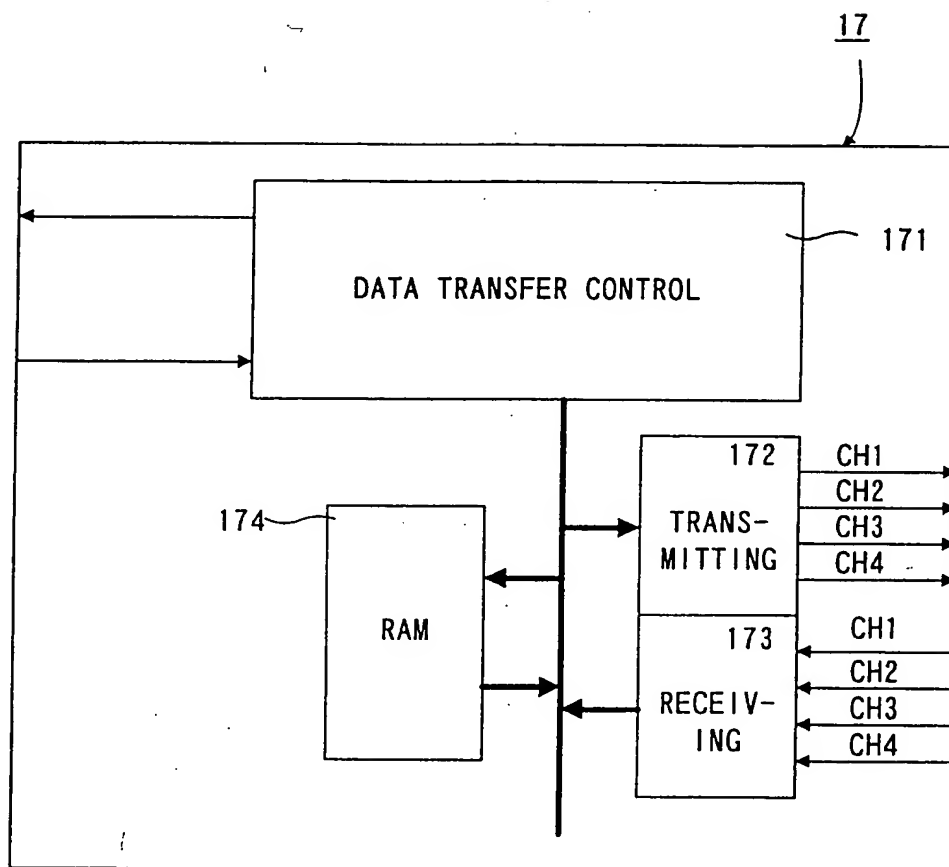 17
171
DATA TRANSFER CONTROL
172
CH1
CH2
CH3
CH4
TRANS-
MITTING
174
RAM
173
CH1
CH2
CH3
CH4
RECEIV-
ING